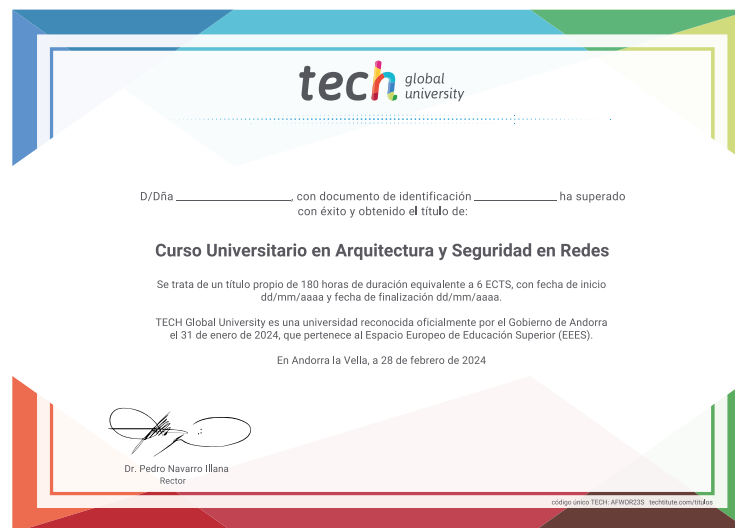 tech global
university
D/Dña ____________________, con documento de identificación ______________ ha superado
con éxito y obtenido el título de:
Curso Universitario en Arquitectura y Seguridad en Redes
Se trata de un título propio de 180 horas de duración equivalente a 6 ECTS, con fecha de inicio
dd/mm/aaaa y fecha de finalización dd/mm/aaaa.
TECH Global University es una universidad reconocida oficialmente por el Gobierno de Andorra
el 31 de enero de 2024, que pertenece al Espacio Europeo de Educación Superior (EEES).
En Andorra la Vella, a 28 de febrero de 2024
Dr. Pedro Navarro Illana
Rector
código único TECH: AFWOR23S techtitute.com/titulos